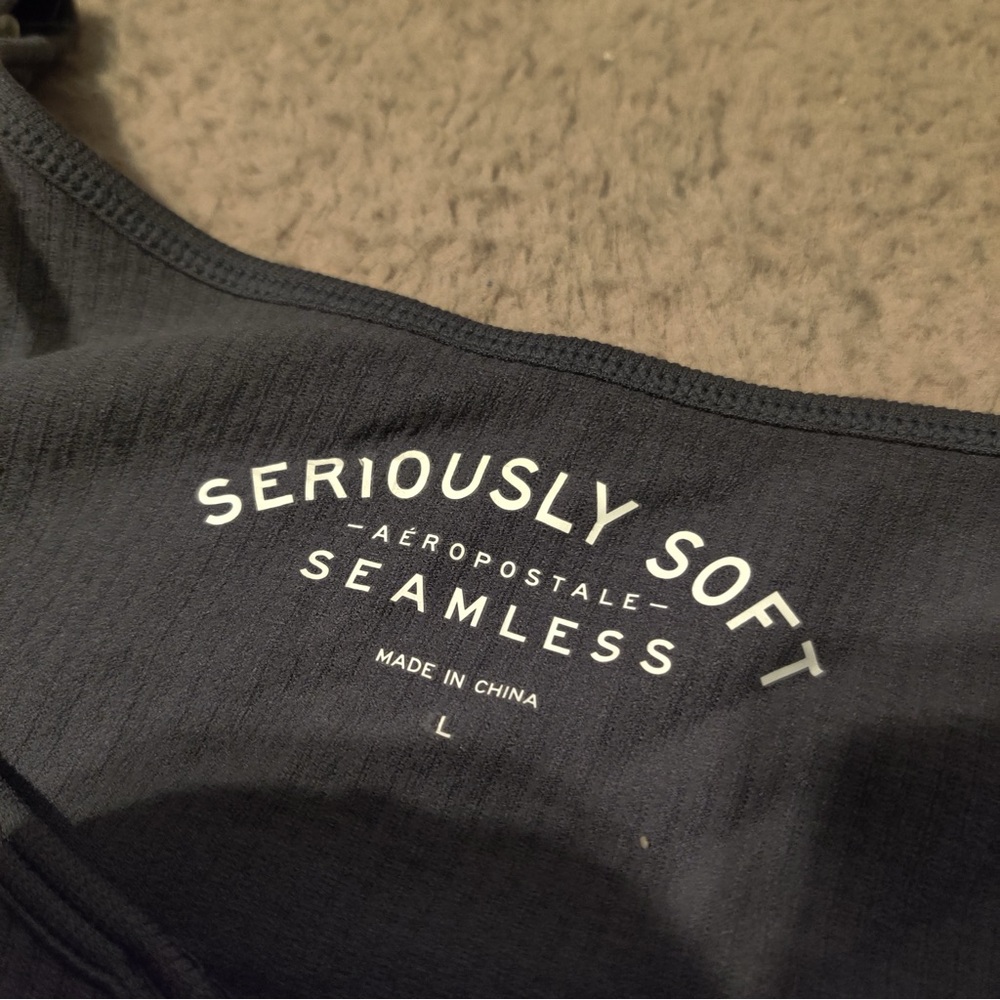 SERIOUSLY SOFT
–AÉROPOSTALE–
SEAMLESS
MADE IN CHINA
L